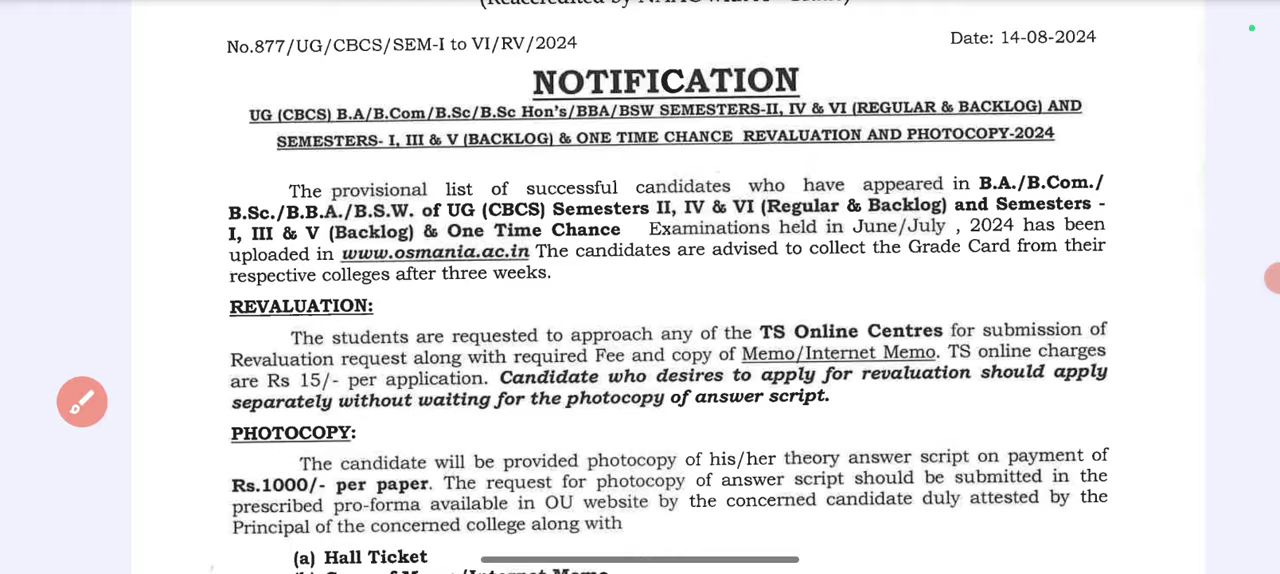 (Reaccredited by NAAC with A+ Grade)
No.877/UG/CBCS/SEM-I to VI/RV/2024
Date: 14-08-2024
NOTIFICATION
UG (CBCS) B.A/B.Com/B.Sc/B.Sc Hon's/BBA/BSW SEMESTERS-II, IV & VI (REGULAR & BACKLOG) AND
SEMESTERS- I, III & V (BACKLOG) & ONE TIME CHANCE REVALUATION AND PHOTOCOPY-2024
The provisional list of successful candidates who have appeared in B.A./B.Com./
B.Sc./B.B.A./B.S.W. of UG (CBCS) Semesters II, IV & VI (Regular & Backlog) and Semesters -
I, III & V (Backlog) & One Time Chance Examinations held in June/July , 2024 has been
uploaded in www.osmania.ac.in The candidates are advised to collect the Grade Card from their
respective colleges after three weeks.
REVALUATION:
The students are requested to approach any of the TS Online Centres for submission of
Revaluation request along with required Fee and copy of Memo/Internet Memo. TS online charges
are Rs 15/- per application. Candidate who desires to apply for revaluation should apply
separately without waiting for the photocopy of answer script.
PHOTOCOPY:
The candidate will be provided photocopy of his/her theory answer script on payment of
Rs.1000/- per paper. The request for photocopy of answer script should be submitted in the
prescribed pro-forma available in OU website by the concerned candidate duly attested by the
Principal of the concerned college along with
(a) Hall Ticket